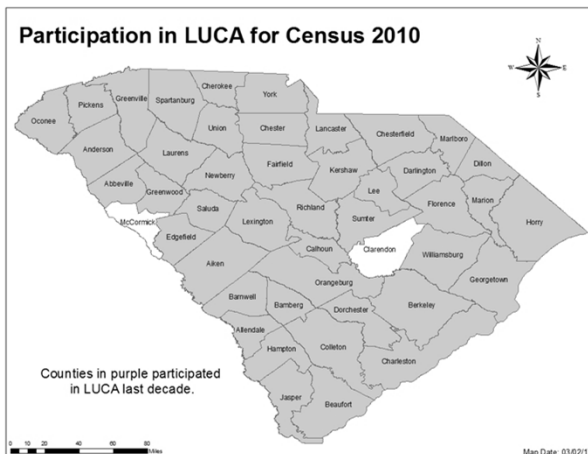 Participation in LUCA for Census 2010
N
W E
S
Cherokee
York
Greenville
Spartanburg
Pickens
Oconee
Union
Chester
Lancaster
Chesterfield
Marlboro
Anderson
Laurens
Dillon
Fairfield
Kershaw
Darlington
Newberry
Abbeville
Greenwood
Lee
Florence
Marion
Saluda
Richland
Horry
McCormick
Lexington
Sumter
Edgefield
Calhoun
Clarendon
Williamsburg
Aiken
Georgetown
Orangeburg
Barnwell
Bamberg
Dorchester
Berkeley
Allendale
Hampton
Colleton
Charleston
Counties in purple participated
in LUCA last decade.
Jasper
Beaufort
0 10 20 40 60 80
Miles